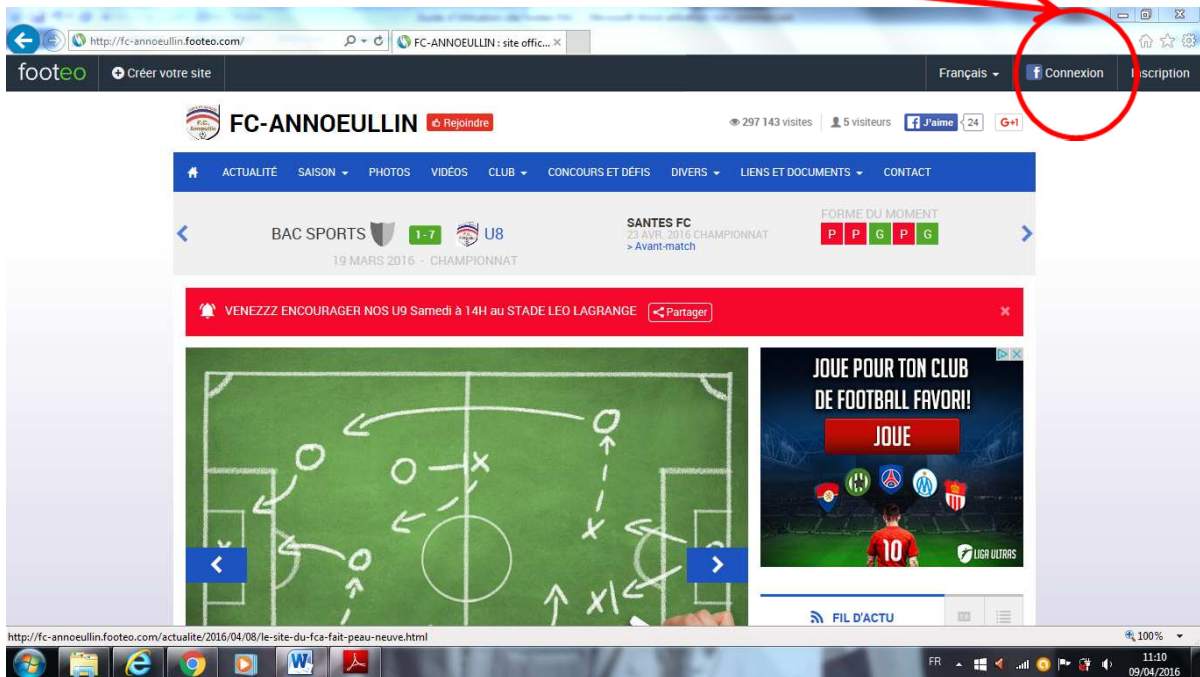 http://fc-annoeullin.footeo.com/
FC-ANNOEULLIN : site offic...
footeo
Créer votre site
Français
f Connexion
Inscription
FC-ANNOEULLIN
Rejoindre
297 143 visites
5 visiteurs
J'aime
24
G+1
ACTUALITÉ SAISON PHOTOS VIDÉOS CLUB CONCOURS ET DÉFIS DIVERS LIENS ET DOCUMENTS CONTACT
BAC SPORTS 1-7 U8
19 MARS 2016 - CHAMPIONNAT
SANTES FC
23 AVR. 2016 CHAMPIONNAT
> Avant-match
FORME DU MOMENT
P P G P G
VENEZZZ ENCOURAGER NOS U9 Samedi à 14H au STADE LEO LAGRANGE
Partager
JOUE POUR TON CLUB
DE FOOTBALL FAVORI!
JOUE
10
LIGA ULTRAS
FIL D'ACTU
http://fc-annoeullin.footeo.com/actualite/2016/04/08/le-site-du-fca-fait-peau-neuve.html
100%
FR
11:10
09/04/2016